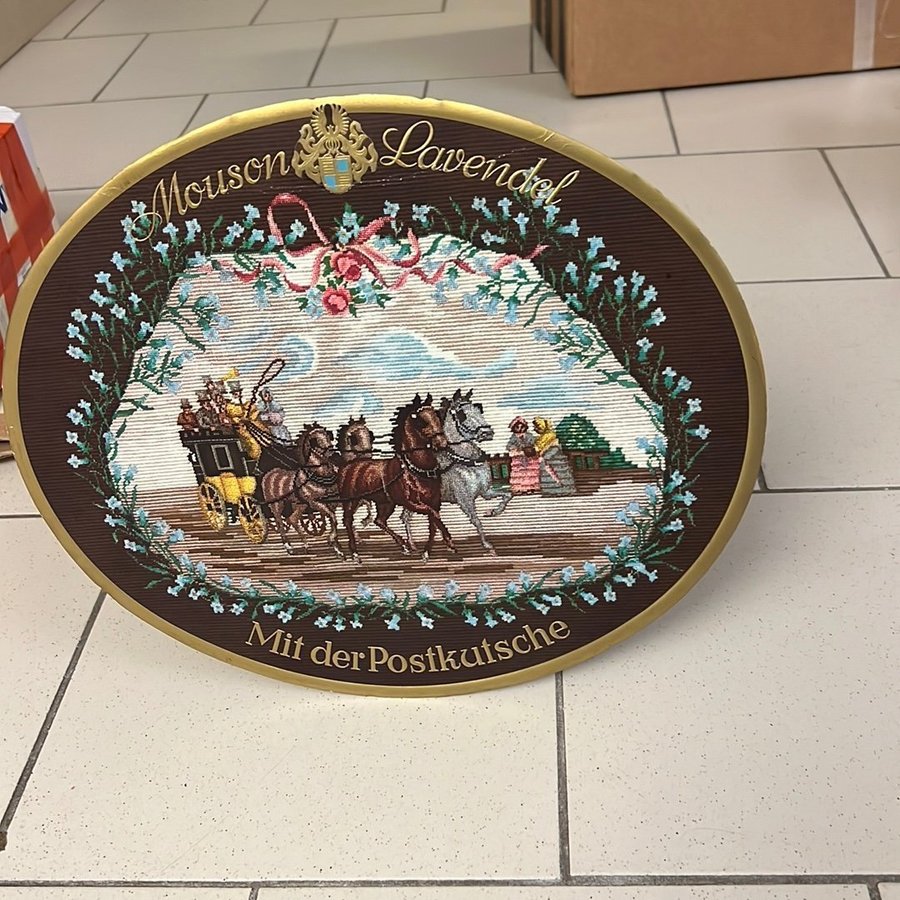 Mouson Lavendel
Mit der Postkutsche